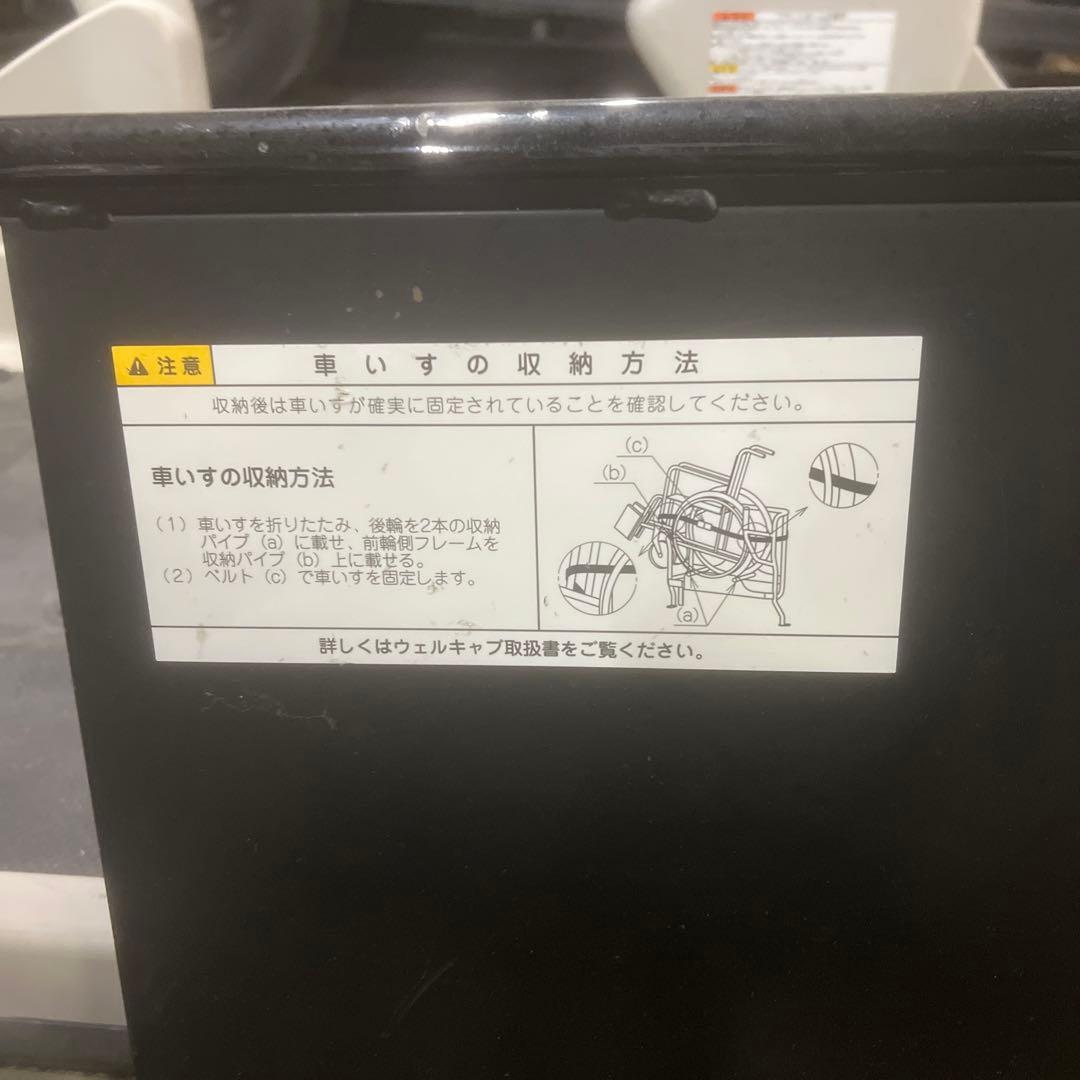 注意
車いすの収納方法
収納後は車いすが確実に固定されていることを確認してください。
車いすの収納方法
（1）車いすを折りたたみ、後輪を2本の収納
パイプ（a）に載せ、前輪側フレームを
収納パイプ（b）上に載せる。
（2）ベルト（c）で車いすを固定します。
(c)
(b)
(a)
詳しくはウェルキャブ取扱書をご覧ください。